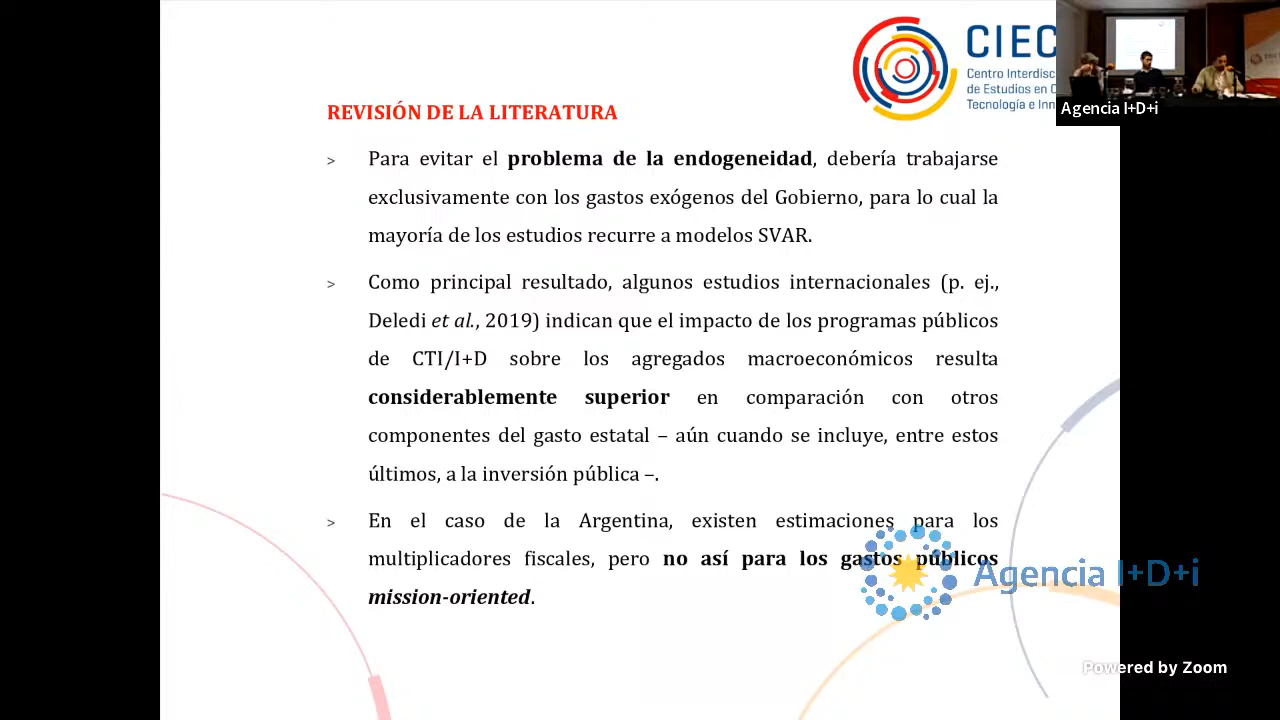 CIEC
Centro Interdisc
de Estudios en C
Tecnología e Inn
Agencia I+D+i
REVISIÓN DE LA LITERATURA
> Para evitar el problema de la endogeneidad, debería trabajarse
exclusivamente con los gastos exógenos del Gobierno, para lo cual la
mayoría de los estudios recurre a modelos SVAR.
> Como principal resultado, algunos estudios internacionales (p. ej.,
Deledi et al., 2019) indican que el impacto de los programas públicos
de CTI/I+D sobre los agregados macroeconómicos resulta
considerablemente superior en comparación con otros
componentes del gasto estatal – aún cuando se incluye, entre estos
últimos, a la inversión pública –.
> En el caso de la Argentina, existen estimaciones para los
multiplicadores fiscales, pero no así para los gastos públicos
mission-oriented.
Agencia I+D+i
Powered by Zoom